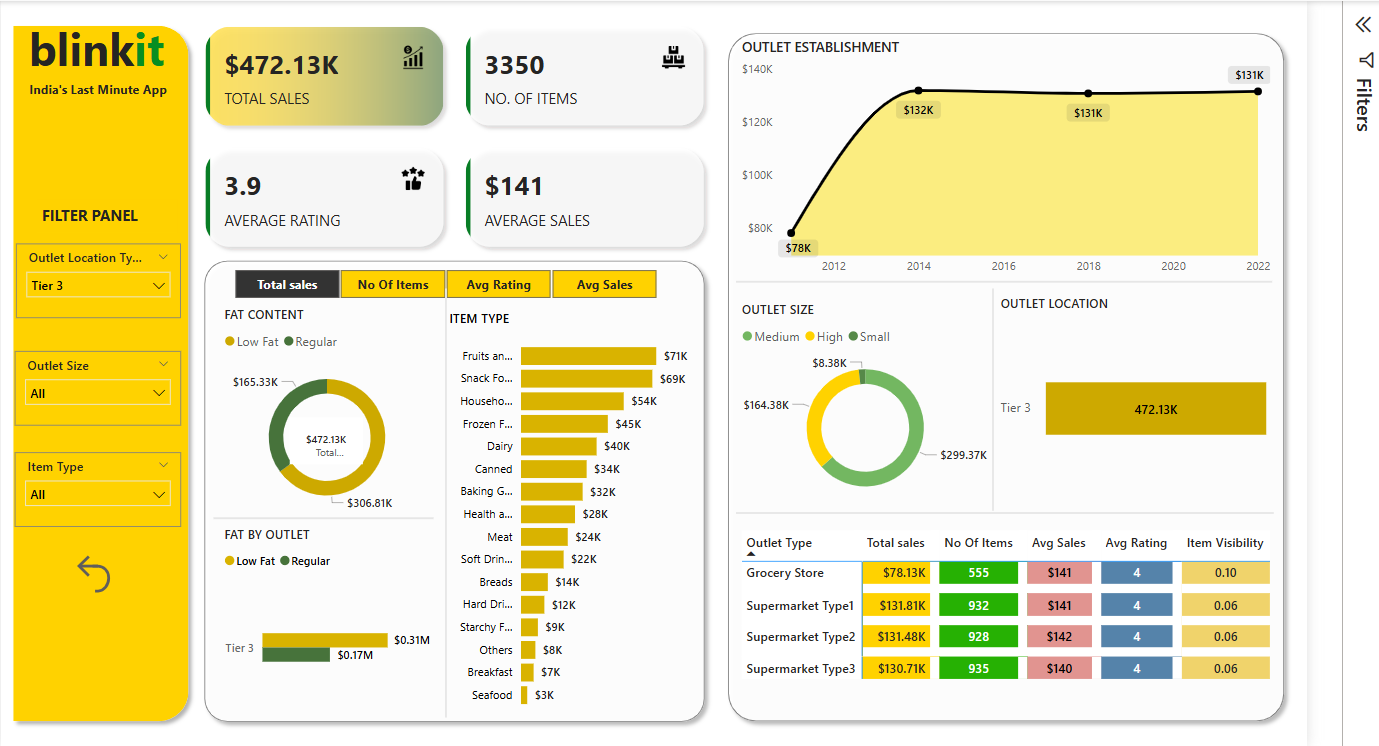 blinkit
India's Last Minute App
FILTER PANEL
Outlet Location Ty...
Tier 3
Outlet Size
All
Item Type
All
$472.13K
TOTAL SALES
3350
NO. OF ITEMS
3.9
AVERAGE RATING
$141
AVERAGE SALES
Total sales No Of Items Avg Rating Avg Sales
FAT CONTENT
Low Fat Regular
$165.33K
$472.13K
Total...
$306.81K
FAT BY OUTLET
Low Fat Regular
Tier 3 $0.31M
$0.17M
ITEM TYPE
Fruits an... $71K
Snack Fo... $69K
Househo... $54K
Frozen F... $45K
Dairy $40K
Canned $34K
Baking G... $32K
Health a... $28K
Meat $24K
Soft Drin... $22K
Breads $14K
Hard Dri... $12K
Starchy F... $9K
Others $8K
Breakfast $7K
Seafood $3K
OUTLET ESTABLISHMENT
$140K
$120K
$100K
$80K
$78K
$132K
$131K
$131K
2012 2014 2016 2018 2020 2022
OUTLET SIZE
Medium High Small
$8.38K
$164.38K
$299.37K
OUTLET LOCATION
Tier 3 472.13K
Outlet Type Total sales No Of Items Avg Sales Avg Rating Item Visibility
Grocery Store $78.13K 555 $141 4 0.10
Supermarket Type1 $131.81K 932 $141 4 0.06
Supermarket Type2 $131.48K 928 $142 4 0.06
Supermarket Type3 $130.71K 935 $140 4 0.06
Filters